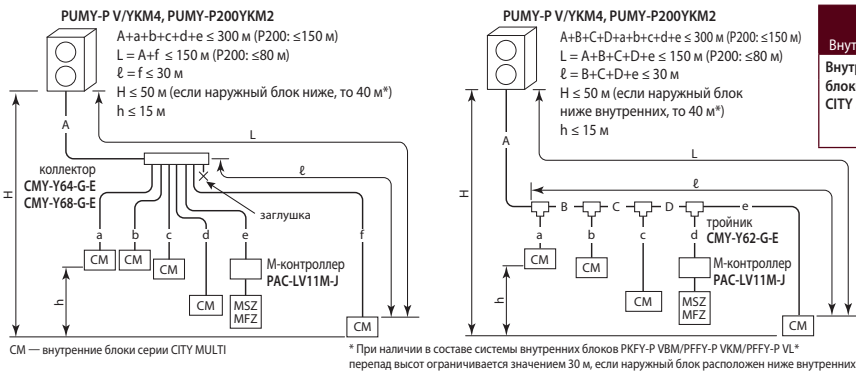 PUMY-P V/YKM4, PUMY-P200YKM2
A+a+b+c+d+e ≤ 300 м (P200: ≤150 м)
L = A+f ≤ 150 м (P200: ≤80 м)
ℓ = f ≤ 30 м
H ≤ 50 м (если наружный блок ниже, то 40 м*)
h ≤ 15 м
A
L
H
ℓ
коллектор
CMY-Y64-G-E
CMY-Y68-G-E
заглушка
a
b
c
d
e
f
CM
CM
CM
CM
М-контроллер
PAC-LV11M-J
MSZ
MFZ
CM
h
CM — внутренние блоки серии CITY MULTI
PUMY-P V/YKM4, PUMY-P200YKM2
A+B+C+D+a+b+c+d+e ≤ 300 м (P200: ≤150 м)
L = A+B+C+D+e ≤ 150 м (P200: ≤80 м)
ℓ = B+C+D+e ≤ 30 м
H ≤ 50 м (если наружный блок
ниже внутренних, то 40 м*)
h ≤ 15 м
A
L
H
ℓ
B
C
D
e
тройник
CMY-Y62-G-E
a
b
c
d
CM
CM
CM
М-контроллер
PAC-LV11M-J
MSZ
MFZ
CM
h
* При наличии в составе системы внутренних блоков PKFY-P VBM/PFFY-P VKM/PFFY-P VL*
перепад высот ограничивается значением 30 м, если наружный блок расположен ниже внутренних
Внут
Внутр
блок
CITY